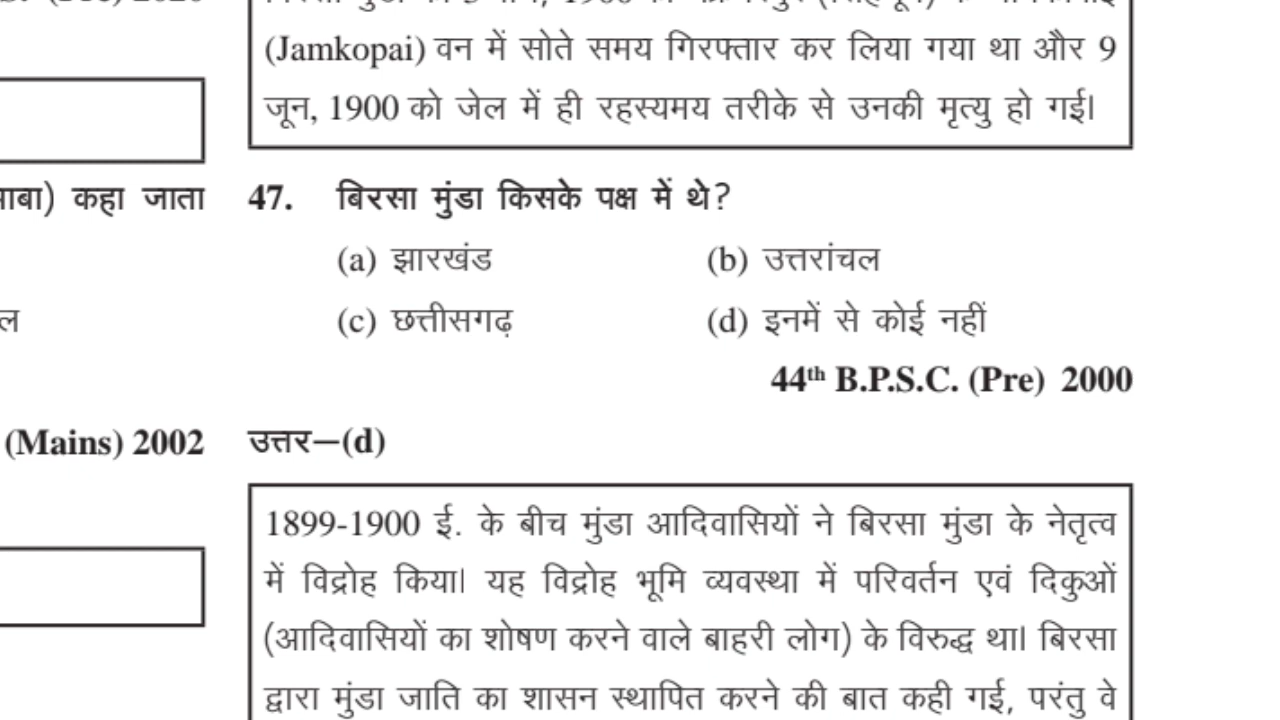 (Jamkopai) वन में सोते समय गिरफ्तार कर लिया गया था और 9
जून, 1900 को जेल में ही रहस्यमय तरीके से उनकी मृत्यु हो गई।
कहा जाता
47. बिरसा मुंडा किसके पक्ष में थे?
(a) झारखंड (b) उत्तरांचल
(c) छत्तीसगढ़ (d) इनमें से कोई नहीं
44th B.P.S.C. (Pre) 2000
(Mains) 2002
उत्तर–(d)
1899-1900 ई. के बीच मुंडा आदिवासियों ने बिरसा मुंडा के नेतृत्व
में विद्रोह किया। यह विद्रोह भूमि व्यवस्था में परिवर्तन एवं दिकुओं
(आदिवासियों का शोषण करने वाले बाहरी लोग) के विरुद्ध था। बिरसा
द्वारा मुंडा जाति का शासन स्थापित करने की बात कही गई, परंतु वे